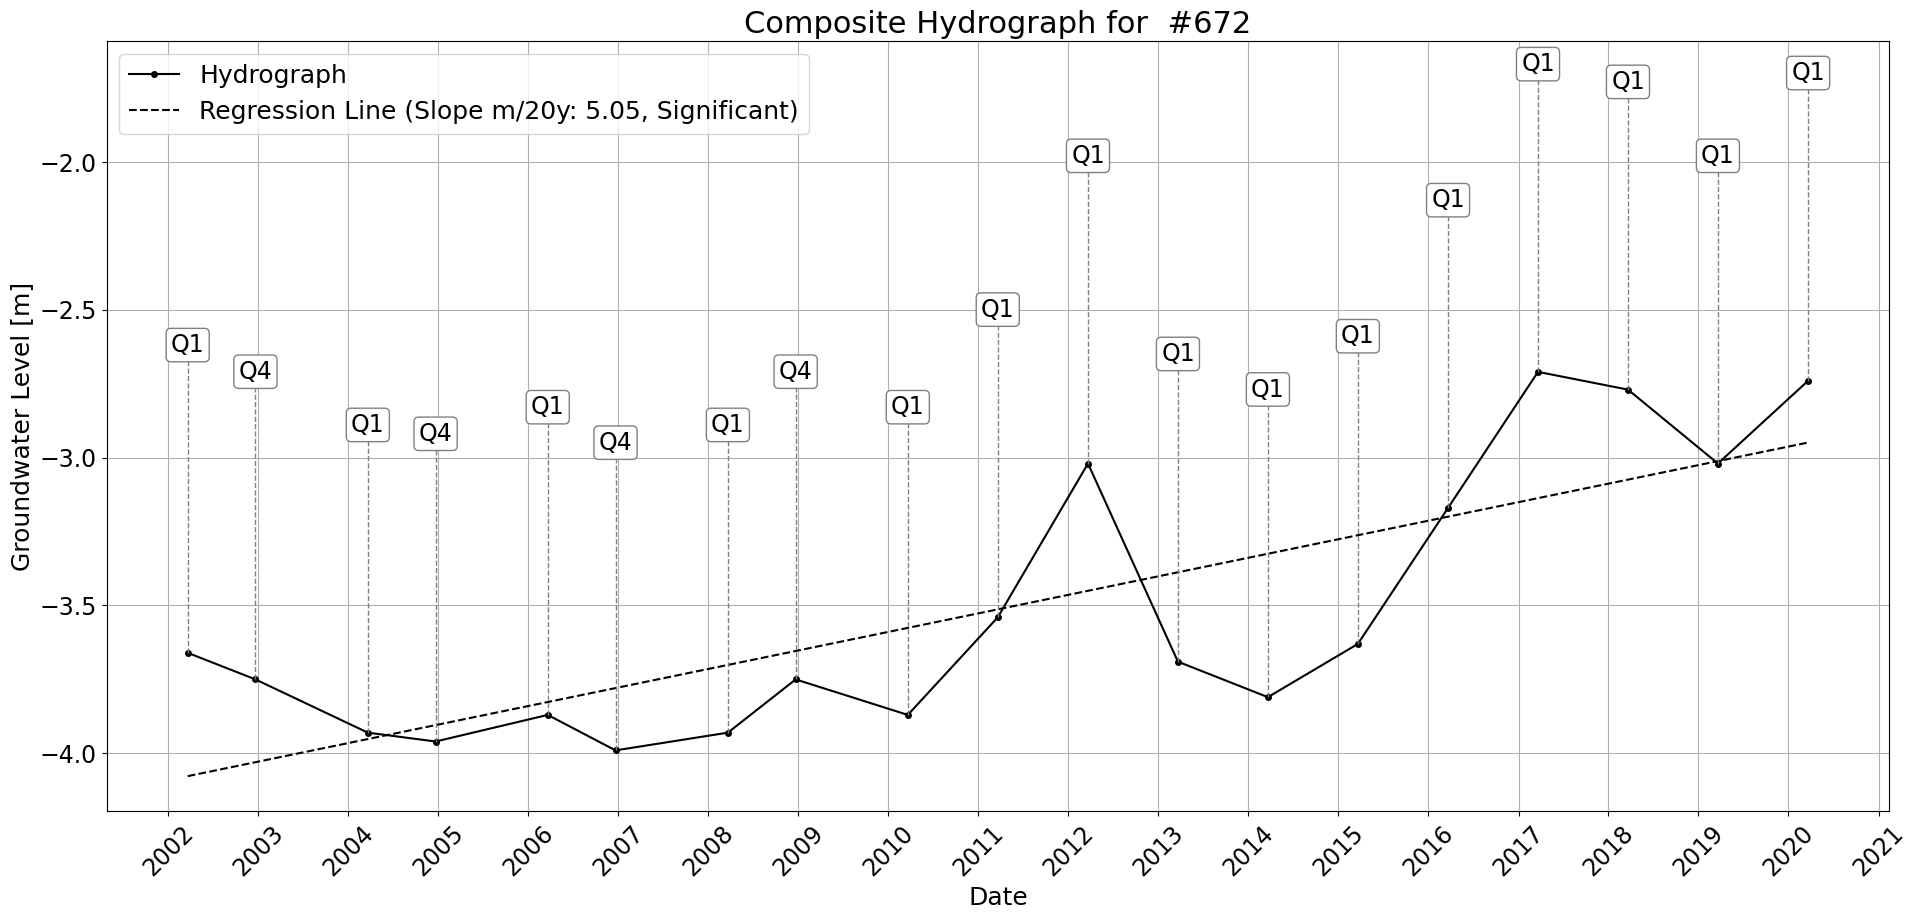 Composite Hydrograph for  #672
Hydrograph
Regression Line (Slope m/20y: 5.05, Significant)
Groundwater Level [m]
−2.0
−2.5
−3.0
−3.5
−4.0
Q1
Q4
Q1
Q4
Q1
Q4
Q1
Q4
Q1
Q1
Q1
Q1
Q1
Q1
Q1
Q1
Q1
Q1
Q1
2002
2003
2004
2005
2006
2007
2008
2009
2010
2011
2012
2013
2014
2015
2016
2017
2018
2019
2020
2021
Date